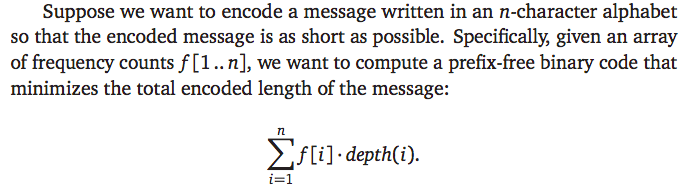 Suppose we want to encode a message written in an n-character alphabet
so that the encoded message is as short as possible. Specifically, given an array
of frequency counts f[1..n], we want to compute a prefix-free binary code that
minimizes the total encoded length of the message:
n
∑ f[i] · depth(i).
i=1